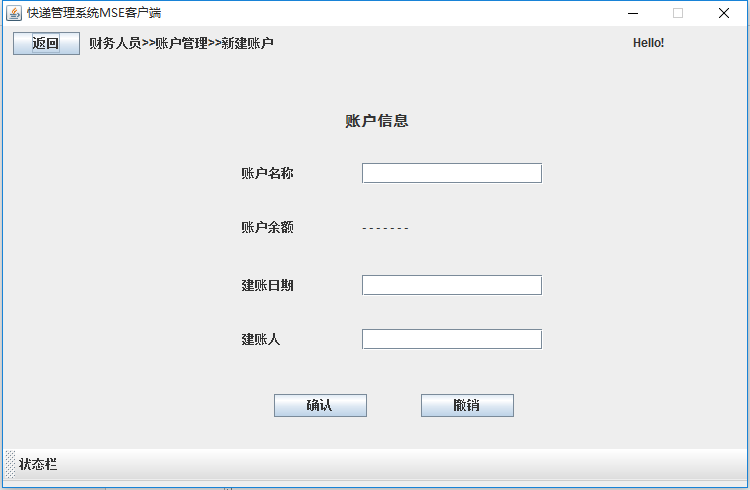 快递管理系统MSE客户端
返回 财务人员>>账户管理>>新建账户 Hello!
账户信息
账户名称
账户余额 -------
建账日期
建账人
确认 撤销
状态栏